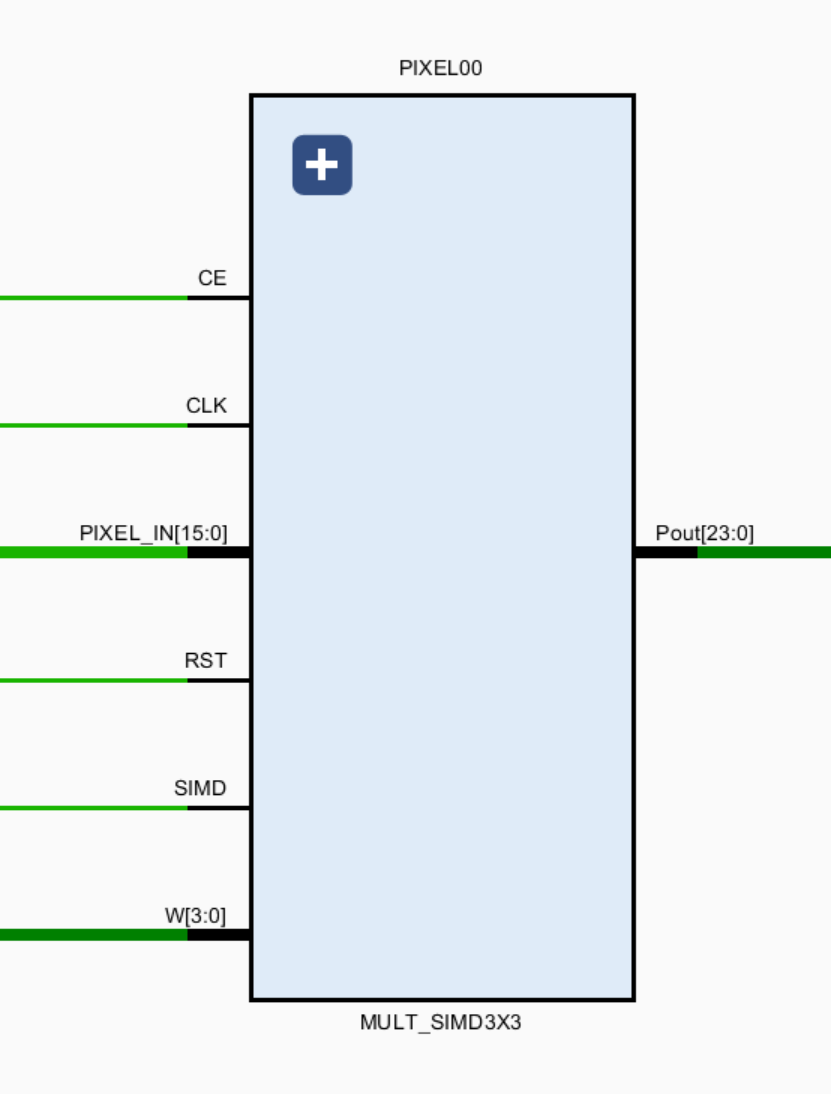 PIXEL00
CE
CLK
PIXEL_IN[15:0]
Pout[23:0]
RST
SIMD
W[3:0]
MULT_SIMD3X3